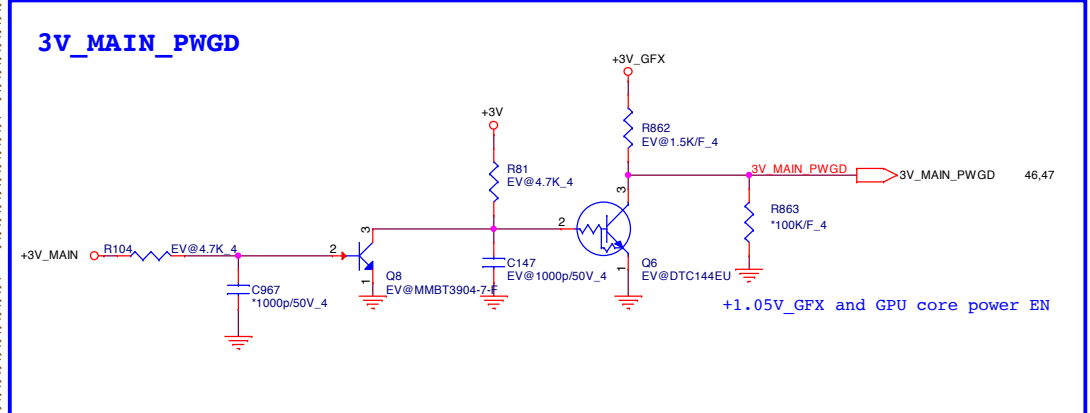 3V_MAIN_PWGD
+3V_GFX
+3V
R862
EV@1.5K/F_4
R81
EV@4.7K_4
3V_MAIN_PWGD
3V_MAIN_PWGD 46,47
3
R863
*100K/F_4
+3V_MAIN
R104
EV@4.7K_4
2
3
2
C967
*1000p/50V_4
1
Q8
EV@MMBT3904-7-F
C147
EV@1000p/50V_4
1
Q6
EV@DTC144EU
+1.05V_GFX and GPU core power EN